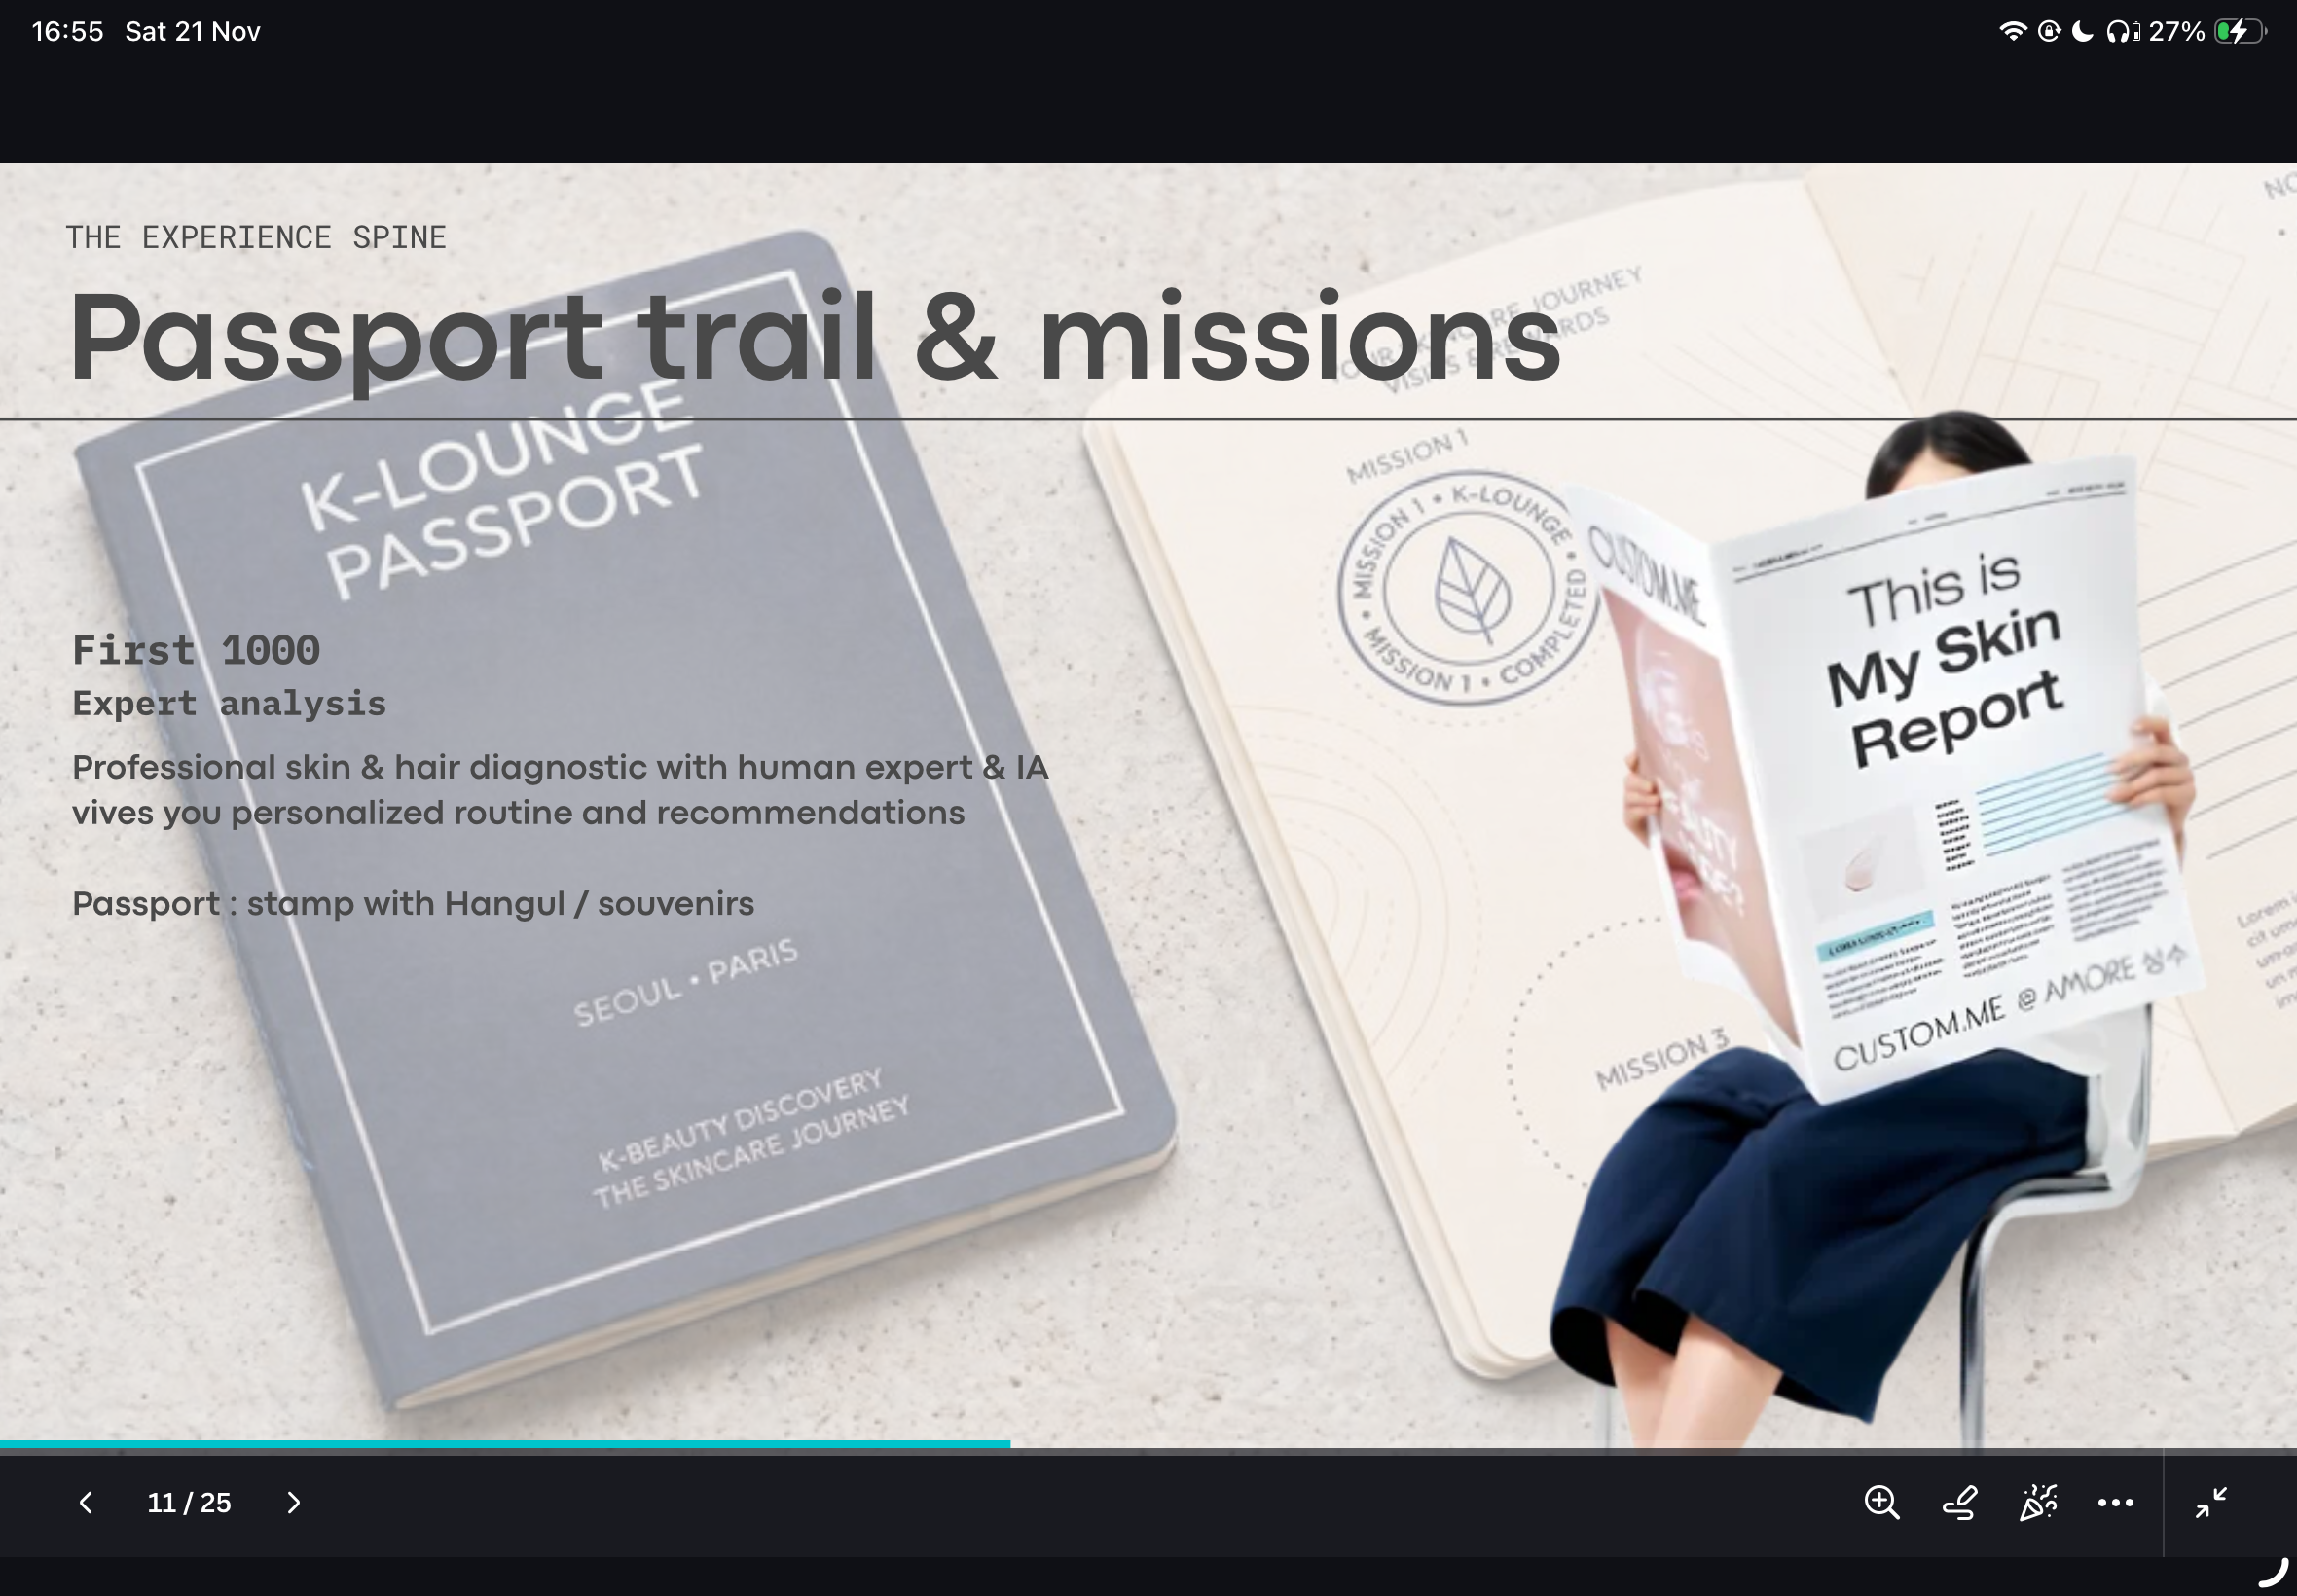 16:55 Sat 21 Nov
27%
THE EXPERIENCE SPINE
Passport trail & missions
K-LOUNGE
PASSPORT
First 1000
Expert analysis
Professional skin & hair diagnostic with human expert & IA
vives you personalized routine and recommendations
Passport : stamp with Hangul / souvenirs
SEOUL • PARIS
K-BEAUTY DISCOVERY
THE SKINCARE JOURNEY
JOURNEY
VISITS &
MISSION 1
MISSION 1 • K-LOUNGE •
• MISSION 1 • COMPLETED
CUSTOM.ME
This is
My Skin
Report
CUSTOM.ME @ AMORE
MISSION 3
Lorem
11 / 25